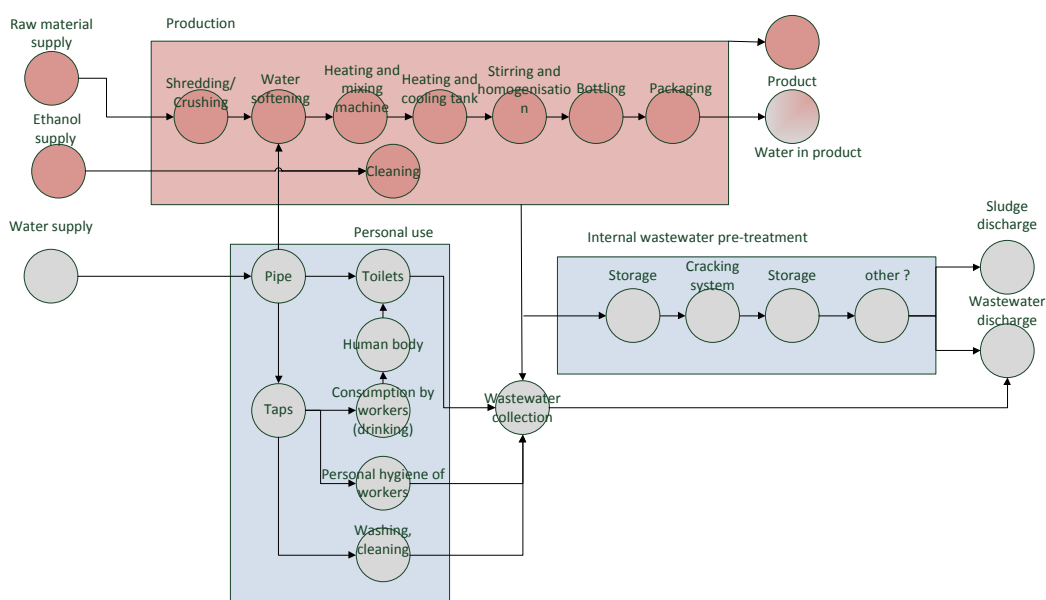 Raw material
supply
Production
Product
Shredding/
Crushing
Water
softening
Heating and
mixing
machine
Heating and
cooling tank
Stirring and
homogenisatio
n
Bottling
Packaging
Water in product
Ethanol
supply
Cleaning
Water supply
Personal use
Pipe
Toilets
Human body
Taps
Consumption by
workers
(drinking)
Personal hygiene of
workers
Washing,
cleaning
Wastewater
collection
Internal wastewater pre-treatment
Storage
Cracking
system
Storage
other ?
Sludge
discharge
Wastewater
discharge